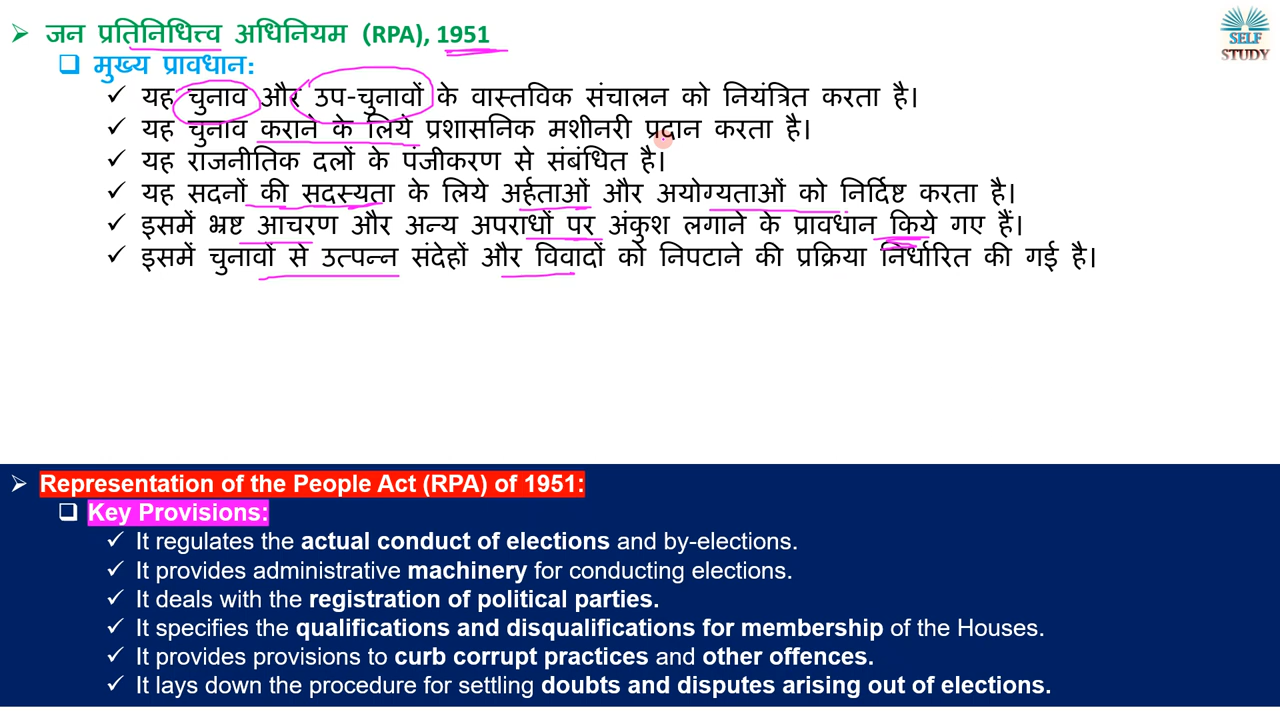 ➢ जन प्रतिनिधित्त्व अधिनियम (RPA), 1951
❑ मुख्य प्रावधान:
✓ यह चुनाव और उप-चुनावों के वास्तविक संचालन को नियंत्रित करता है।
✓ यह चुनाव कराने के लिये प्रशासनिक मशीनरी प्रदान करता है।
✓ यह राजनीतिक दलों के पंजीकरण से संबंधित है।
✓ यह सदनों की सदस्यता के लिये अर्हताओं और अयोग्यताओं को निर्दिष्ट करता है।
✓ इसमें भ्रष्ट आचरण और अन्य अपराधों पर अंकुश लगाने के प्रावधान किये गए हैं।
✓ इसमें चुनावों से उत्पन्न संदेहों और विवादों को निपटाने की प्रक्रिया निर्धारित की गई है।
SELF
STUDY
➢ Representation of the People Act (RPA) of 1951:
❑ Key Provisions:
✓ It regulates the actual conduct of elections and by-elections.
✓ It provides administrative machinery for conducting elections.
✓ It deals with the registration of political parties.
✓ It specifies the qualifications and disqualifications for membership of the Houses.
✓ It provides provisions to curb corrupt practices and other offences.
✓ It lays down the procedure for settling doubts and disputes arising out of elections.